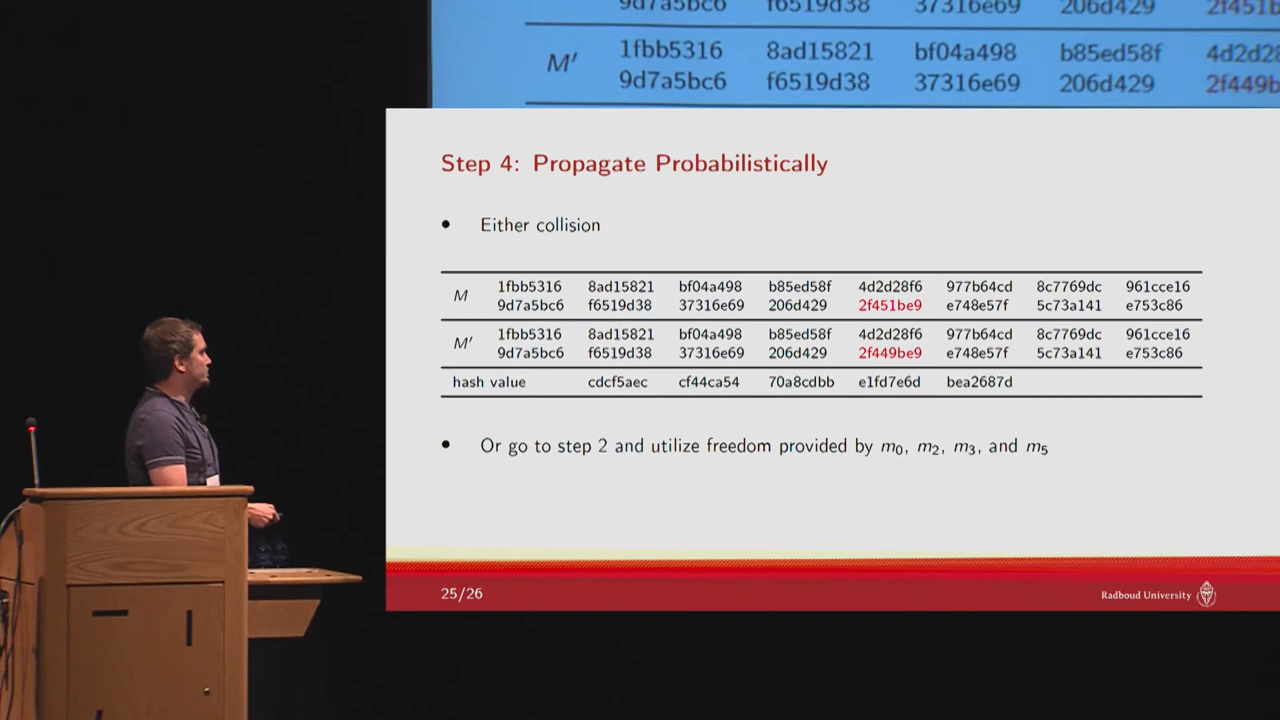 9d7a5bc6 f6519d38 37316e69 206d429 2f451b
M′
1fbb5316 8ad15821 bf04a498 b85ed58f 4d2d28
9d7a5bc6 f6519d38 37316e69 206d429 2f449b
Step 4: Propagate Probabilistically
• Either collision
M
1fbb5316 8ad15821 bf04a498 b85ed58f 4d2d28f6 977b64cd 8c7769dc 961cce16
9d7a5bc6 f6519d38 37316e69 206d429 2f451be9 e748e57f 5c73a141 e753c86
M′
1fbb5316 8ad15821 bf04a498 b85ed58f 4d2d28f6 977b64cd 8c7769dc 961cce16
9d7a5bc6 f6519d38 37316e69 206d429 2f449be9 e748e57f 5c73a141 e753c86
hash value cdcf5aec cf44ca54 70a8cdbb e1fd7e6d bea2687d
• Or go to step 2 and utilize freedom provided by m₀, m₂, m₃, and m₅
25/26
Radboud University